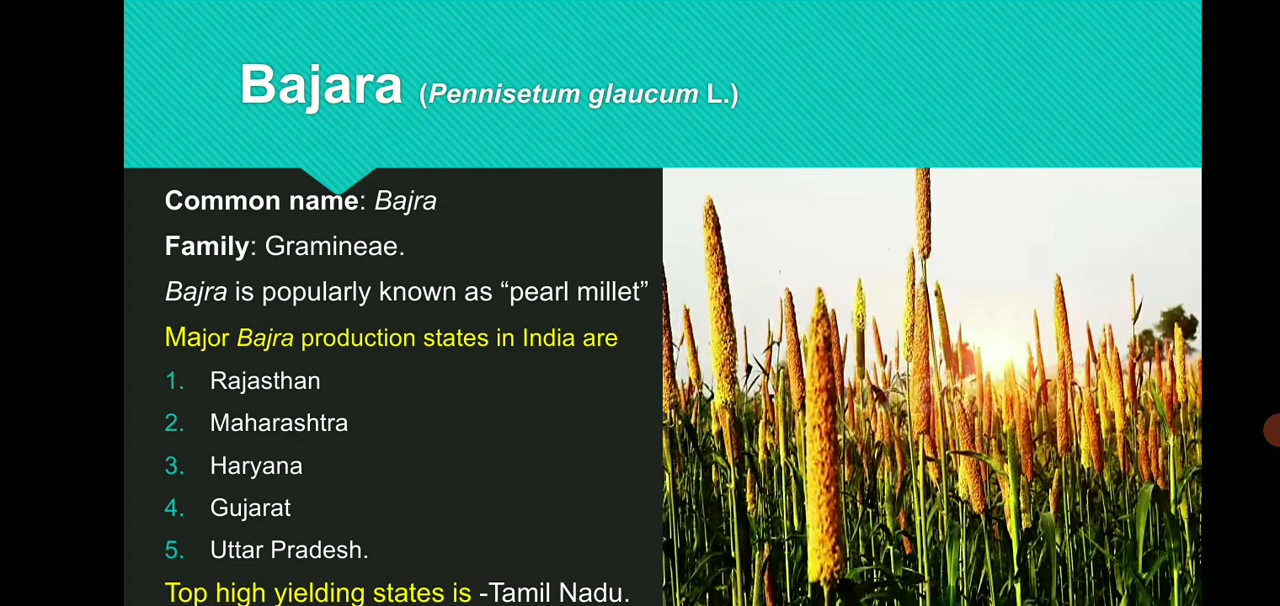 Bajara (Pennisetum glaucum L.)
Common name: Bajra
Family: Gramineae.
Bajra is popularly known as “pearl millet”
Major Bajra production states in India are
1. Rajasthan
2. Maharashtra
3. Haryana
4. Gujarat
5. Uttar Pradesh.
Top high yielding states is -Tamil Nadu.